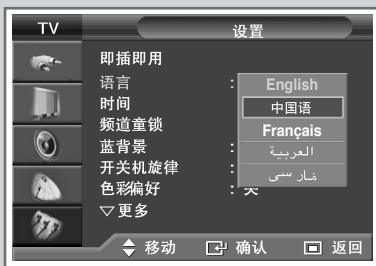 TV 设置
即插即用
语言 :
English
中国语
Français
العربية
فارسی
时间
频道童锁
蓝背景 :
开关机旋律 :
色彩偏好 : 关
▽更多
移动 确认 返回